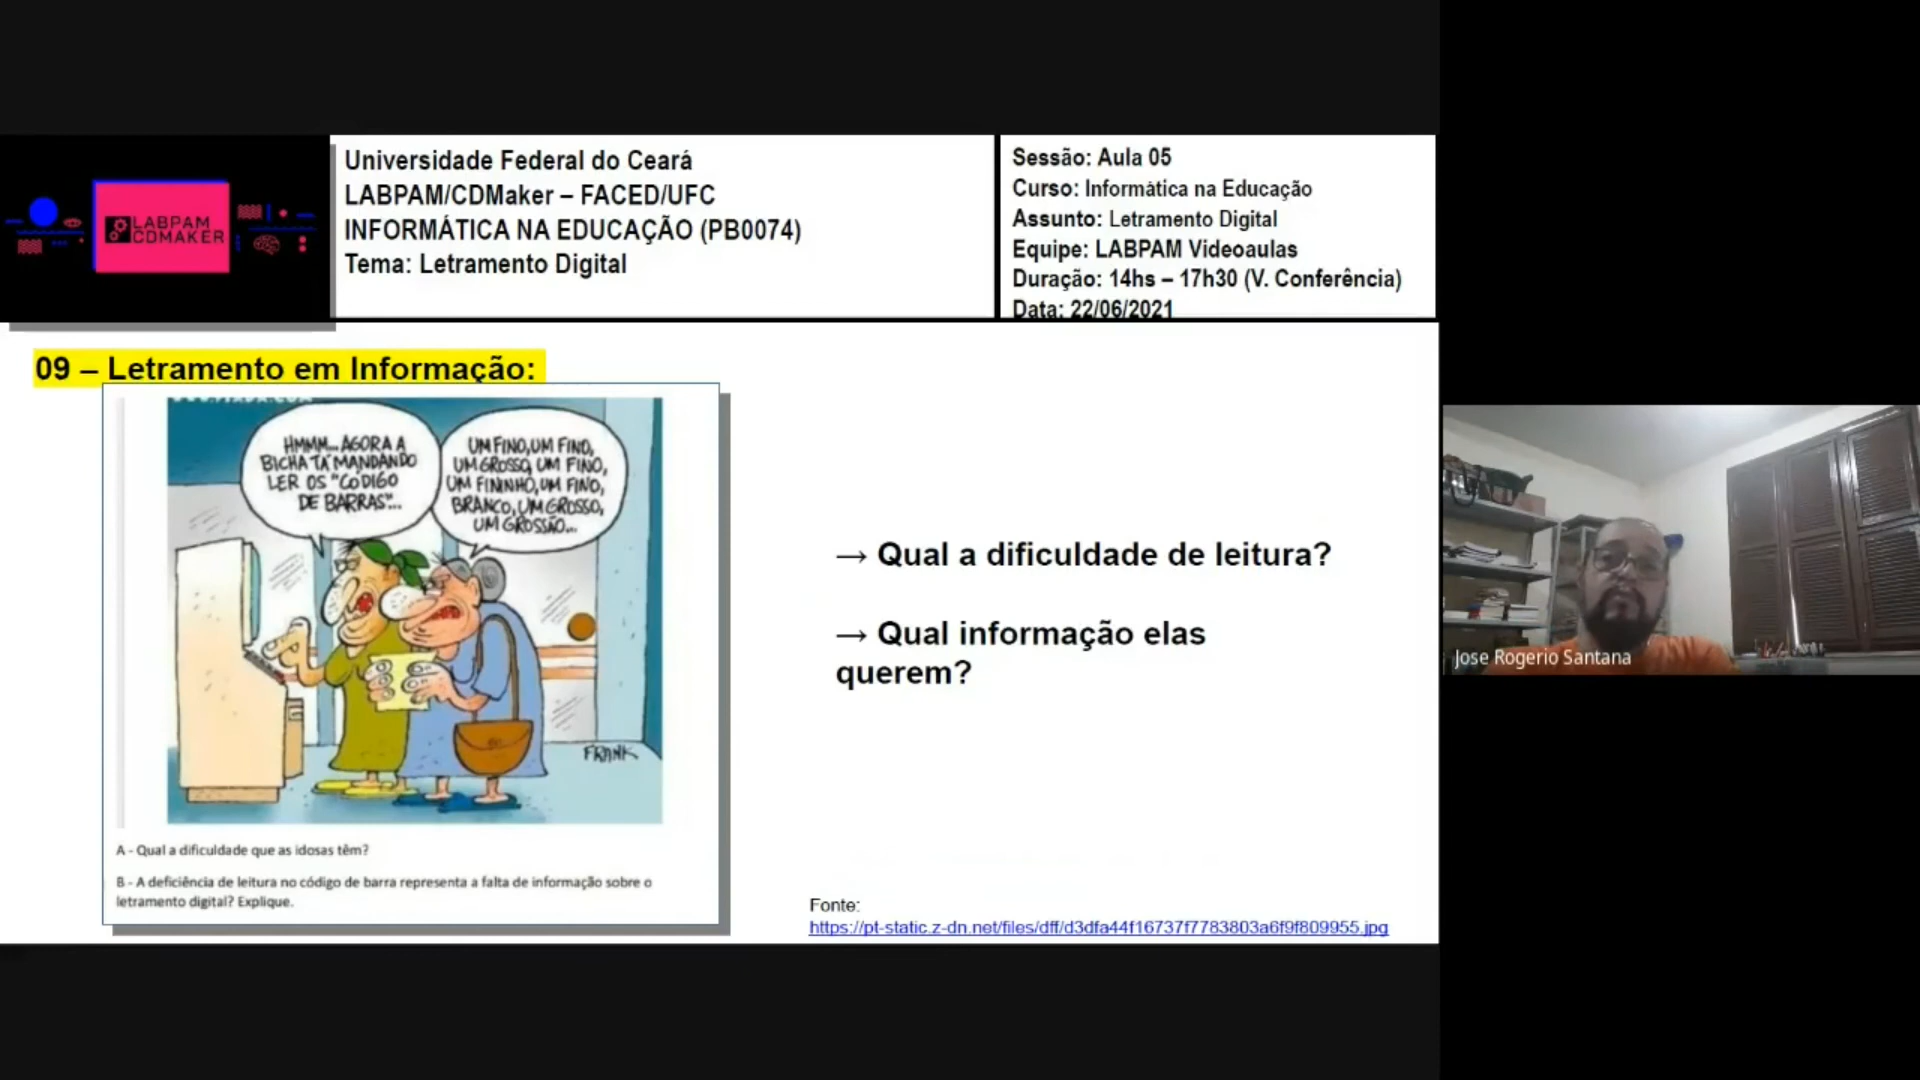 LABPAM
CDMAKER
Universidade Federal do Ceará
LABPAM/CDMaker – FACED/UFC
INFORMÁTICA NA EDUCAÇÃO (PB0074)
Tema: Letramento Digital
Sessão: Aula 05
Curso: Informàtica na Educação
Assunto: Letramento Digital
Equipe: LABPAM Videoaulas
Duração: 14hs – 17h30 (V. Conferência)
Data: 22/06/2021
09 – Letramento em Informação:
HMMM... AGORA A
BICHA TÁ MANDANDO
LER OS "CÓDIGO
DE BARRAS"...
UM FINO, UM FINO,
UM GROSSO, UM FINO,
UM FININHO, UM FINO,
BRANCO, UM GROSSO,
UM GROSSÃO...
FRANK
A - Qual a dificuldade que as idosas têm?
B - A deficiência de leitura no código de barra representa a falta de informação sobre o
letramento digital? Explique.
→ Qual a dificuldade de leitura?
→ Qual informação elas
querem?
Fonte:
https://pt-static.z-dn.net/files/dff/d3dfa44f16737f7783803a6f9f809955.jpg
Jose Rogerio Santana